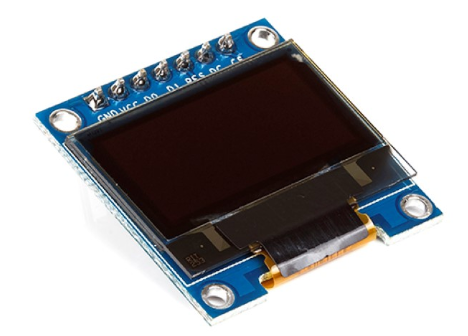 GND VCC D0 D1 RES DC CS